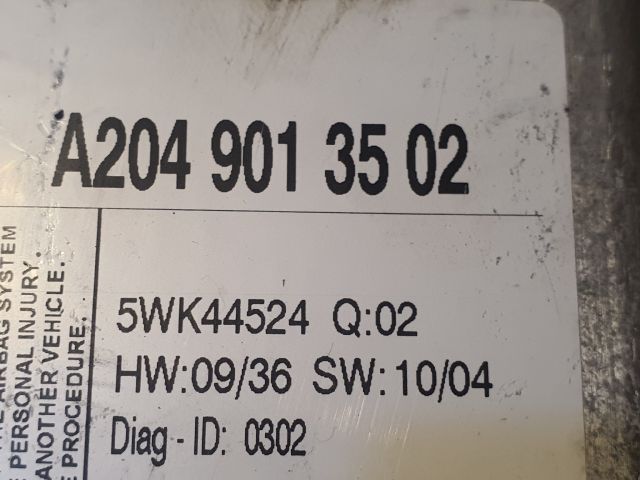 A204 901 35 02
5WK44524 Q:02
HW:09/36 SW:10/04
Diag - ID: 0302
AIRBAG SYSTEM
PERSONAL INJURY.
ANOTHER VEHICLE.
PROCEDURE.